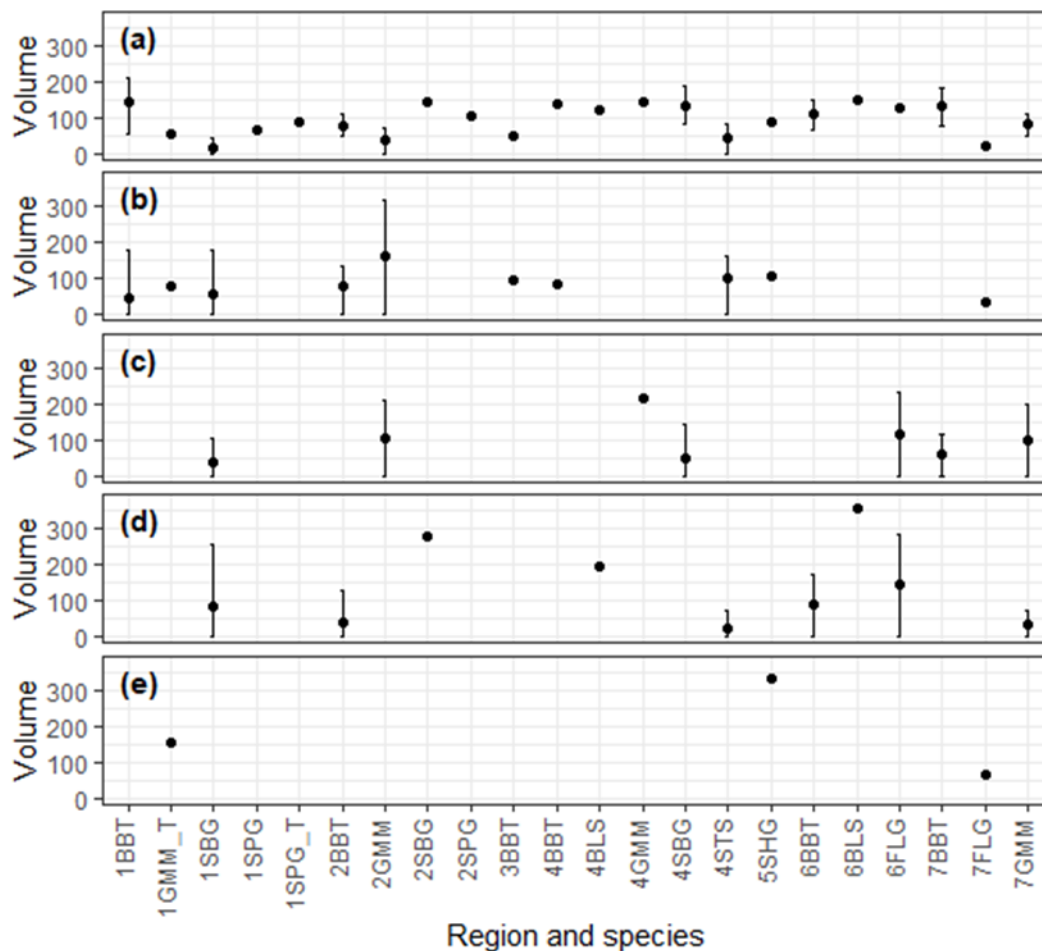 (a)
Volume
300
200
100
0
(b)
Volume
300
200
100
0
(c)
Volume
300
200
100
0
(d)
Volume
300
200
100
0
(e)
Volume
300
200
100
0
1BBT
1GMM_T
1SBG
1SPG
1SPG_T
2BBT
2GMM
2SBG
2SPG
3BBT
4BBT
4BLS
4GMM
4SBG
4STS
5SHG
6BBT
6BLS
6FLG
7BBT
7FLG
7GMM
Region and species